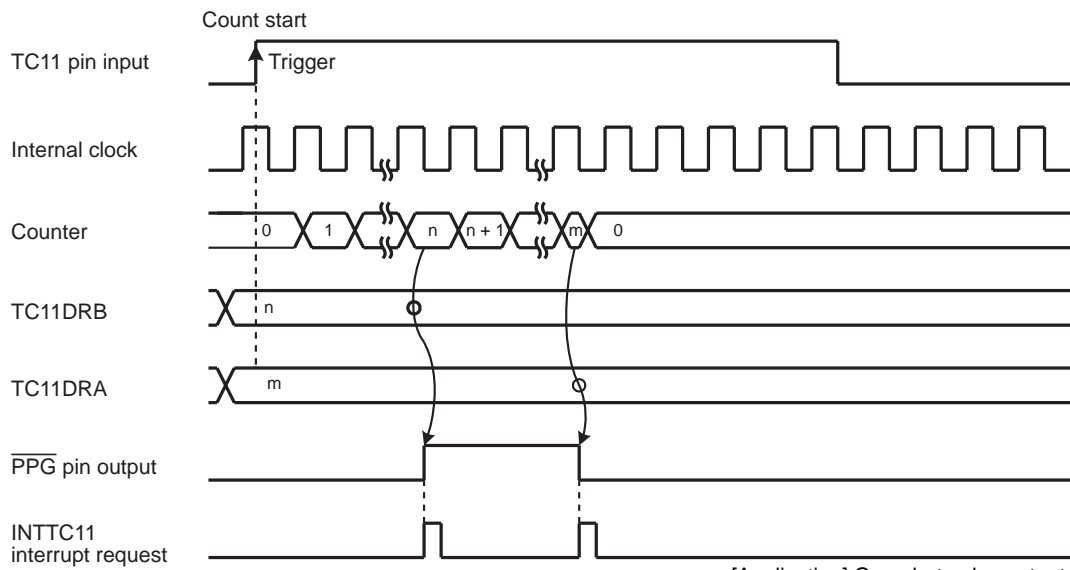 Count start
TC11 pin input
Trigger
Internal clock
Counter
0 1 n n + 1 m 0
TC11DRB
n
TC11DRA
m
PPG pin output
INTTC11
interrupt request